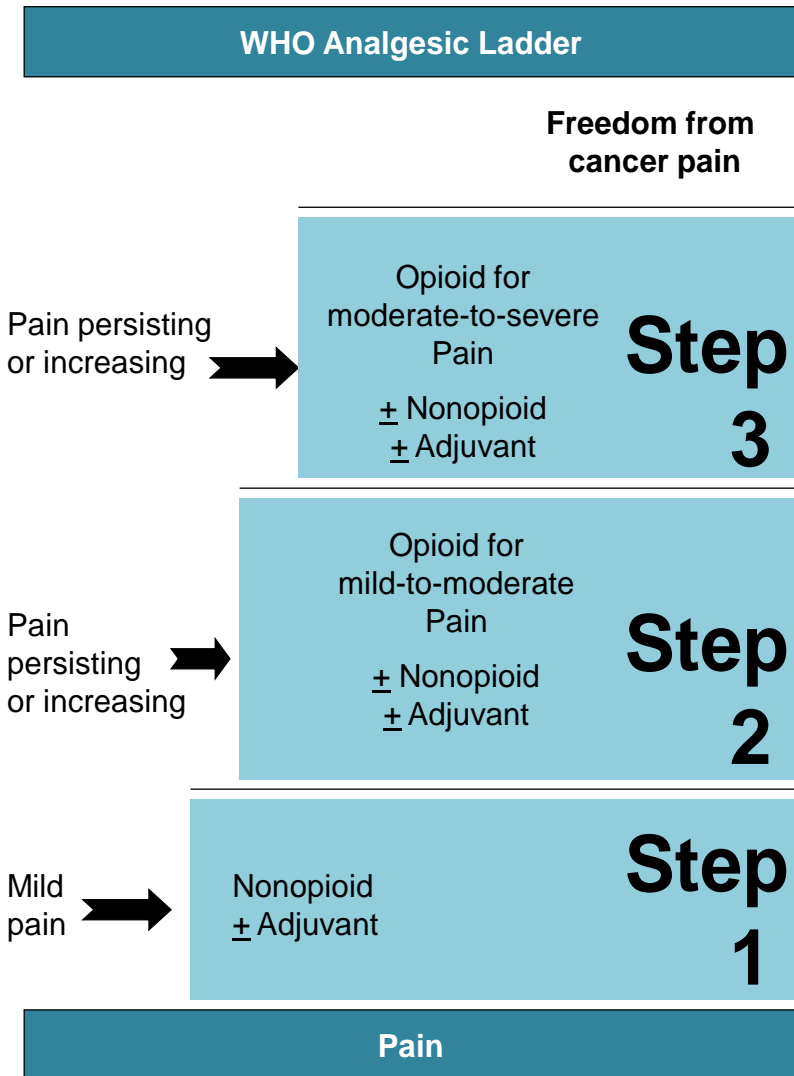 WHO Analgesic Ladder
Freedom from
cancer pain
Pain persisting
or increasing
Opioid for
moderate-to-severe
Pain
± Nonopioid
± Adjuvant
Step
3
Pain
persisting
or increasing
Opioid for
mild-to-moderate
Pain
± Nonopioid
± Adjuvant
Step
2
Mild
pain
Nonopioid
± Adjuvant
Step
1
Pain